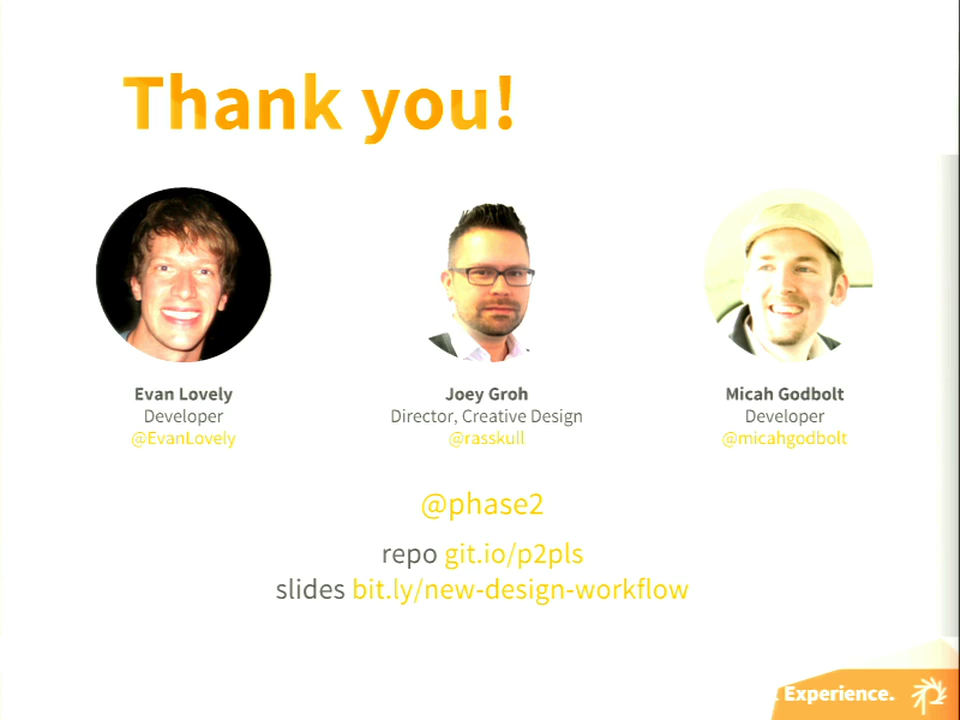 Thank you!
Evan Lovely
Developer
@EvanLovely
Joey Groh
Director, Creative Design
@rasskull
Micah Godbolt
Developer
@micahgodbolt
@phase2
repo git.io/p2pls
slides bit.ly/new-design-workflow
Experience.